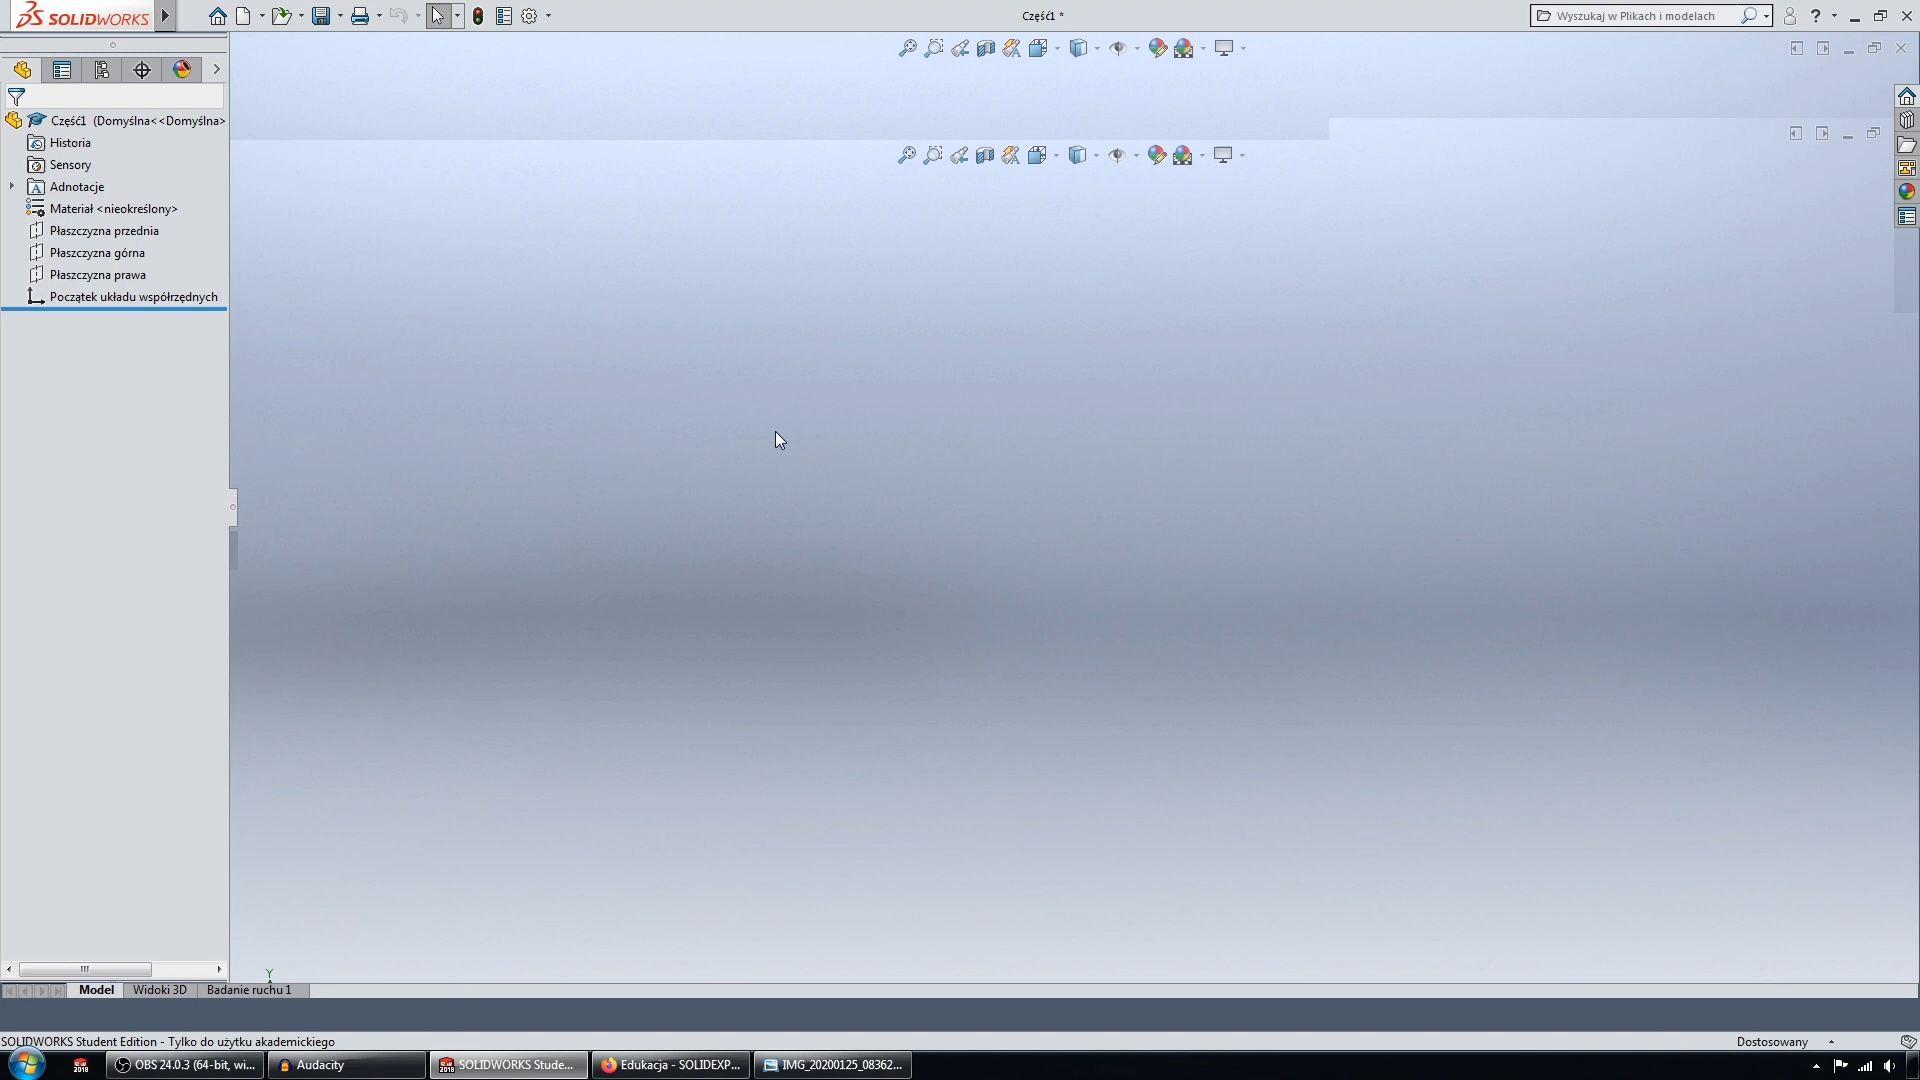 SOLIDWORKS
Część1 *
Wyszukaj w Plikach i modelach
?
Część1 (Domyślna<<Domyślna>
Historia
Sensory
Adnotacje
Materiał <nieokreślony>
Płaszczyzna przednia
Płaszczyzna górna
Płaszczyzna prawa
Początek układu współrzędnych
Y
Model
Widoki 3D
Badanie ruchu 1
SOLIDWORKS Student Edition - Tylko do użytku akademickiego
Dostosowany
OBS 24.0.3 (64-bit, wi...
Audacity
SOLIDWORKS Stude...
Edukacja - SOLIDEXP...
IMG_20200125_08362...